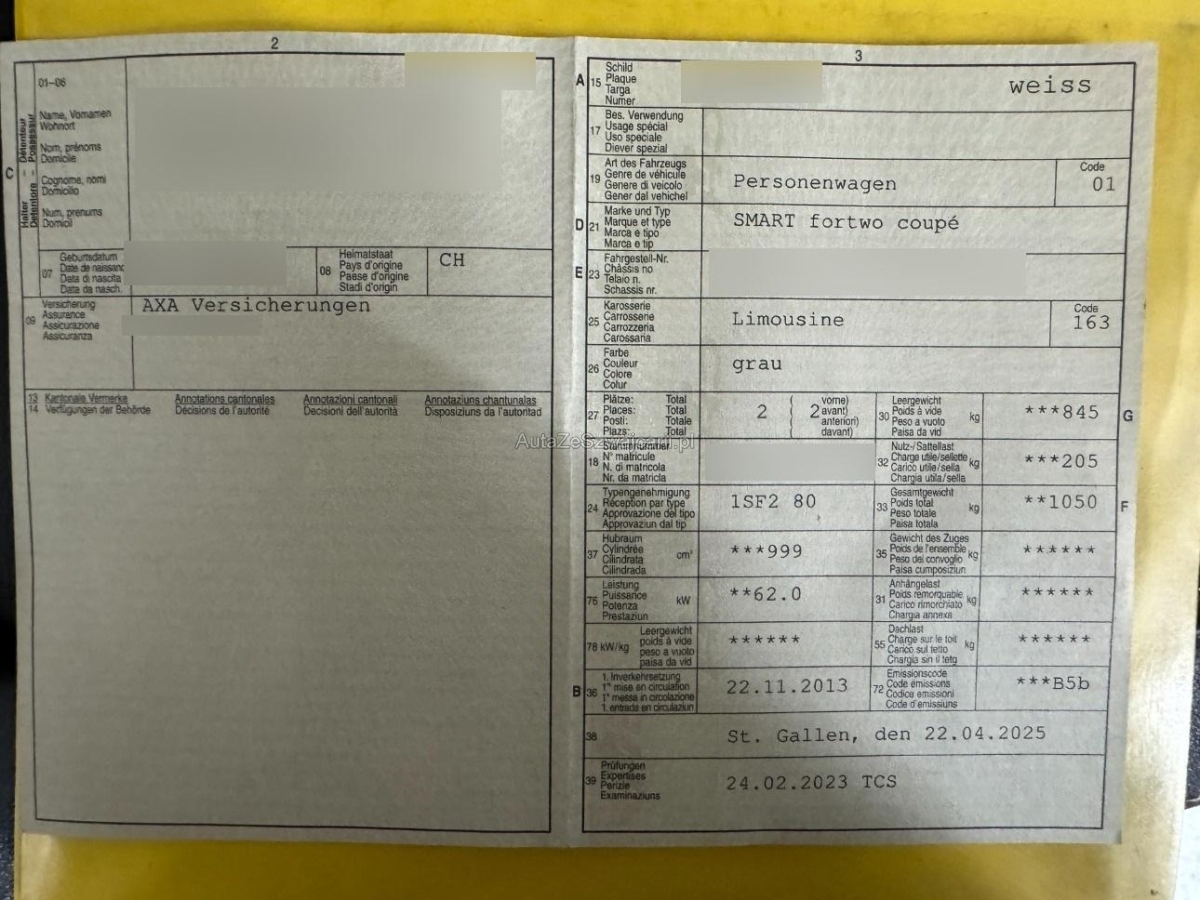 2
01–06
Halter – Détenteur
Detentore – Possessur
C
Name, Vornamen
Wohnort
Nom, prénoms
Domicile
Cognome, nomi
Domicilio
Num, prenums
Domicil
07
Geburtsdatum
Date de naissanc
Data di nascita
Data da nasch.
08
Heimatstaat
Pays d'origine
Paese d'origine
Stadi d'origin
CH
09
Versicherung
Assurance
Assicurazione
Assicuranza
AXA Versicherungen
13 Kantonale Vermerke
14 Verfügungen der Behörde
Annotations cantonales
Décisions de l'autorité
Annotazioni cantonali
Decisioni dell'autorità
Annotaziuns chantunalas
Disposiziuns da l'autoritad
AutaZeSzwajcarii.pl
3
A 15
Schild
Plaque
Targa
Numer
weiss
17
Bes. Verwendung
Usage spécial
Uso speciale
Diever spezial
19
Art des Fahrzeugs
Genre de véhicule
Genere di veicolo
Gener dal vehichel
Personenwagen
Code
01
D 21
Marke und Typ
Marque et type
Marca e tipo
Marca e tip
SMART fortwo coupé
E 23
Fahrgestell-Nr.
Châssis no
Telaio n.
Schassis nr.
25
Karosserie
Carrosserie
Carrozzeria
Carossaria
Limousine
Code
163
26
Farbe
Couleur
Colore
Colur
grau
27
Plätze: Total
Places: Total
Posti: Totale
Plazs: Total
2 ( 2 vorne)
avant)
anteriori)
davant)
30
Leergewicht
Poids à vide
Peso a vuoto
Paisa da vid
kg
***845
G
18
Stammnummer
N° matricule
N. di matricola
Nr. da matricla
32
Nutz-/Sattellast
Charge utile/sellette
Carico utile/sella
Chargia utila/sella
kg
***205
24
Typengenehmigung
Réception par type
Approvazione del tipo
Approvaziun dal tip
1SF2 80
33
Gesamtgewicht
Poids total
Peso totale
Paisa totala
kg
**1050
F
37
Hubraum
Cylindrée
Cilindrata
Cilindrada
cm³
***999
35
Gewicht des Zuges
Poids de l'ensemble
Peso del convoglio
Paisa cumposiziun
kg
******
76
Leistung
Puissance
Potenza
Prestaziun
kW
**62.0
31
Anhängelast
Poids remorquable
Carico rimorchiato
Chargia annexa
kg
******
78 kW/kg
Leergewicht
poids à vide
peso a vuoto
paisa da vid
******
55
Dachlast
Charge sur le toit
Carico sul tetto
Chargia sin il tetg
kg
******
B 36
1. Inverkehrsetzung
1re mise en circulation
1a messa in circolazione
1. entrada en circulaziun
22.11.2013
72
Emissionscode
Code émissions
Codice emissioni
Code d'emissiuns
***B5b
38
St. Gallen, den 22.04.2025
39
Prüfungen
Expertises
Perizie
Examinaziuns
24.02.2023 TCS